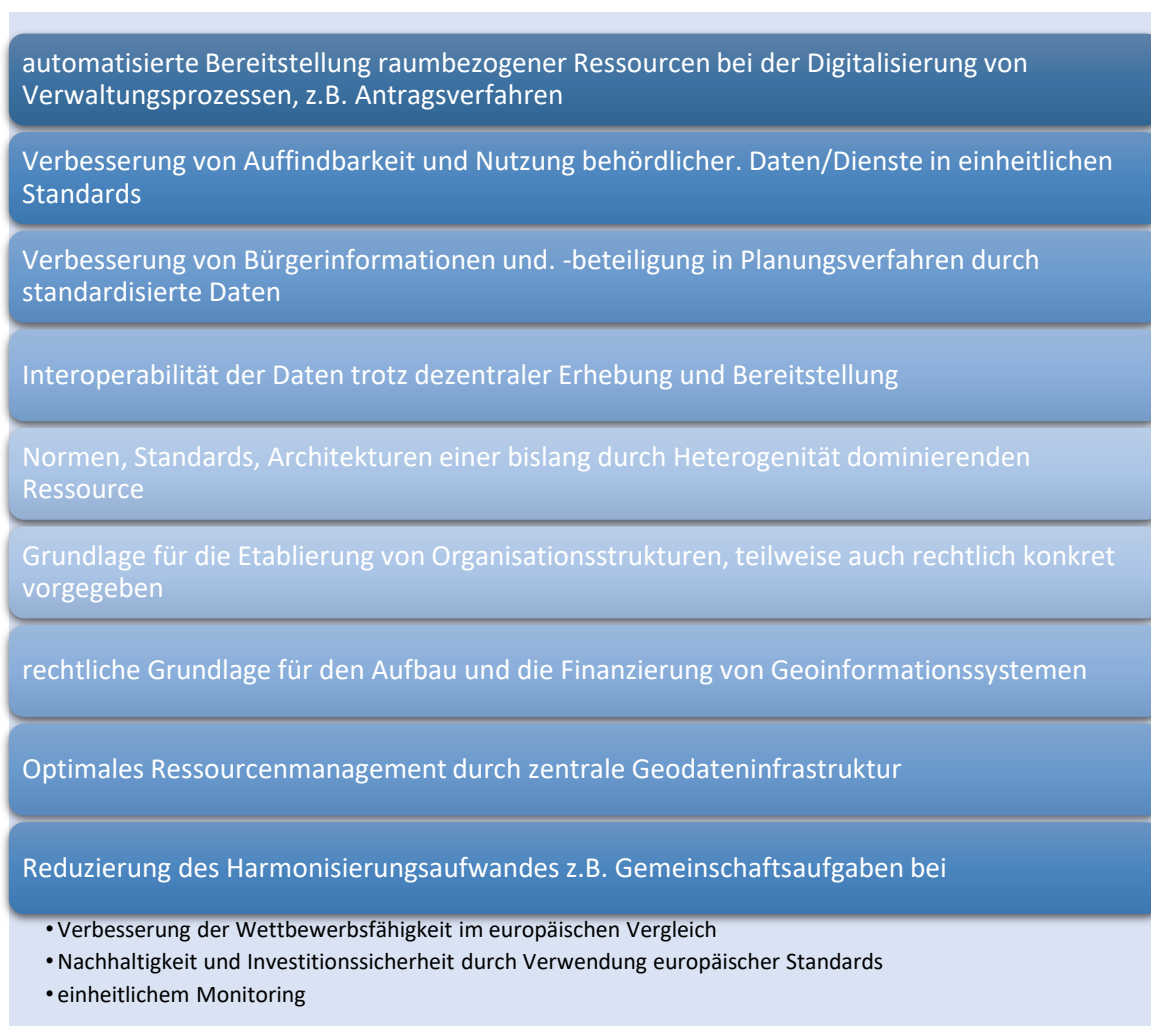 automatisierte Bereitstellung raumbezogener Ressourcen bei der Digitalisierung von
Verwaltungsprozessen, z.B. Antragsverfahren
Verbesserung von Auffindbarkeit und Nutzung behördlicher. Daten/Dienste in einheitlichen
Standards
Verbesserung von Bürgerinformationen und. -beteiligung in Planungsverfahren durch
standardisierte Daten
Interoperabilität der Daten trotz dezentraler Erhebung und Bereitstellung
Normen, Standards, Architekturen einer bislang durch Heterogenität dominierenden
Ressource
Grundlage für die Etablierung von Organisationsstrukturen, teilweise auch rechtlich konkret
vorgegeben
rechtliche Grundlage für den Aufbau und die Finanzierung von Geoinformationssystemen
Optimales Ressourcenmanagement durch zentrale Geodateninfrastruktur
Reduzierung des Harmonisierungsaufwandes z.B. Gemeinschaftsaufgaben bei
• Verbesserung der Wettbewerbsfähigkeit im europäischen Vergleich
• Nachhaltigkeit und Investitionssicherheit durch Verwendung europäischer Standards
• einheitlichem Monitoring